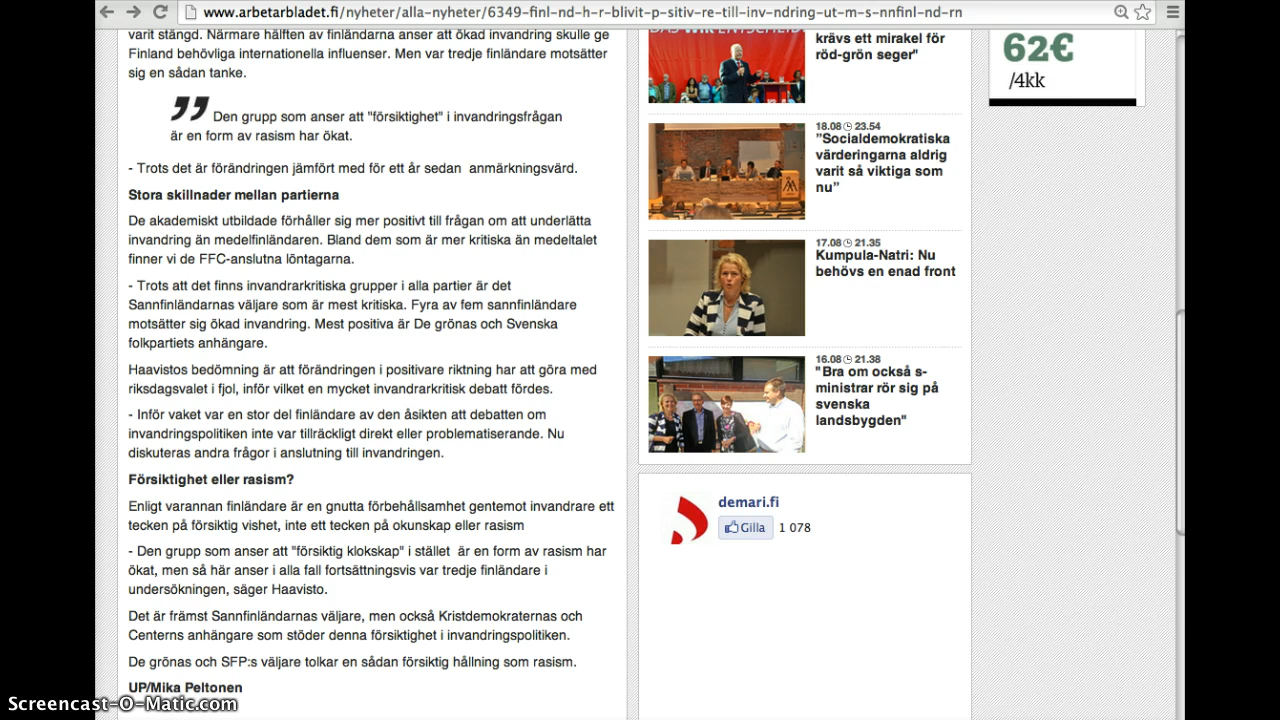 www.arbetarbladet.fi/nyheter/alla-nyheter/6349-finl-nd-h-r-blivit-p-sitiv-re-till-inv-ndring-ut-m-s-nnfinl-nd-rn
varit stängd. Närmare hälften av finländarna anser att ökad invandring skulle ge
Finland behövliga internationella influenser. Men var tredje finländare motsätter
sig en sådan tanke.
” Den grupp som anser att "försiktighet" i invandringsfrågan
är en form av rasism har ökat.
- Trots det är förändringen jämfört med för ett år sedan  anmärkningsvärd.
Stora skillnader mellan partierna
De akademiskt utbildade förhåller sig mer positivt till frågan om att underlätta
invandring än medelfinländaren. Bland dem som är mer kritiska än medeltalet
finner vi de FFC-anslutna löntagarna.
- Trots att det finns invandrarkritiska grupper i alla partier är det
Sannfinländarnas väljare som är mest kritiska. Fyra av fem sannfinländare
motsätter sig ökad invandring. Mest positiva är De grönas och Svenska
folkpartiets anhängare.
Haavistos bedömning är att förändringen i positivare riktning har att göra med
riksdagsvalet i fjol, inför vilket en mycket invandrarkritisk debatt fördes.
- Inför vaket var en stor del finländare av den åsikten att debatten om
invandringspolitiken inte var tillräckligt direkt eller problematiserande. Nu
diskuteras andra frågor i anslutning till invandringen.
Försiktighet eller rasism?
Enligt varannan finländare är en gnutta förbehållsamhet gentemot invandrare ett
tecken på försiktig vishet, inte ett tecken på okunskap eller rasism
- Den grupp som anser att "försiktig klokskap" i stället  är en form av rasism har
ökat, men så här anser i alla fall fortsättningsvis var tredje finländare i
undersökningen, säger Haavisto.
Det är främst Sannfinländarnas väljare, men också Kristdemokraternas och
Centerns anhängare som stöder denna försiktighet i invandringspolitiken.
De grönas och SFP:s väljare tolkar en sådan försiktig hållning som rasism.
UP/Mika Peltonen
DAS WIR ENTSCHEIDET
krävs ett mirakel för
röd-grön seger"
18.08 23.54
”Socialdemokratiska
värderingarna aldrig
varit så viktiga som
nu”
17.08 21.35
Kumpula-Natri: Nu
behövs en enad front
16.08 21.38
"Bra om också s-
ministrar rör sig på
svenska
landsbygden"
demari.fi
Gilla 1 078
62€
/4kk
Screencast-O-Matic.com